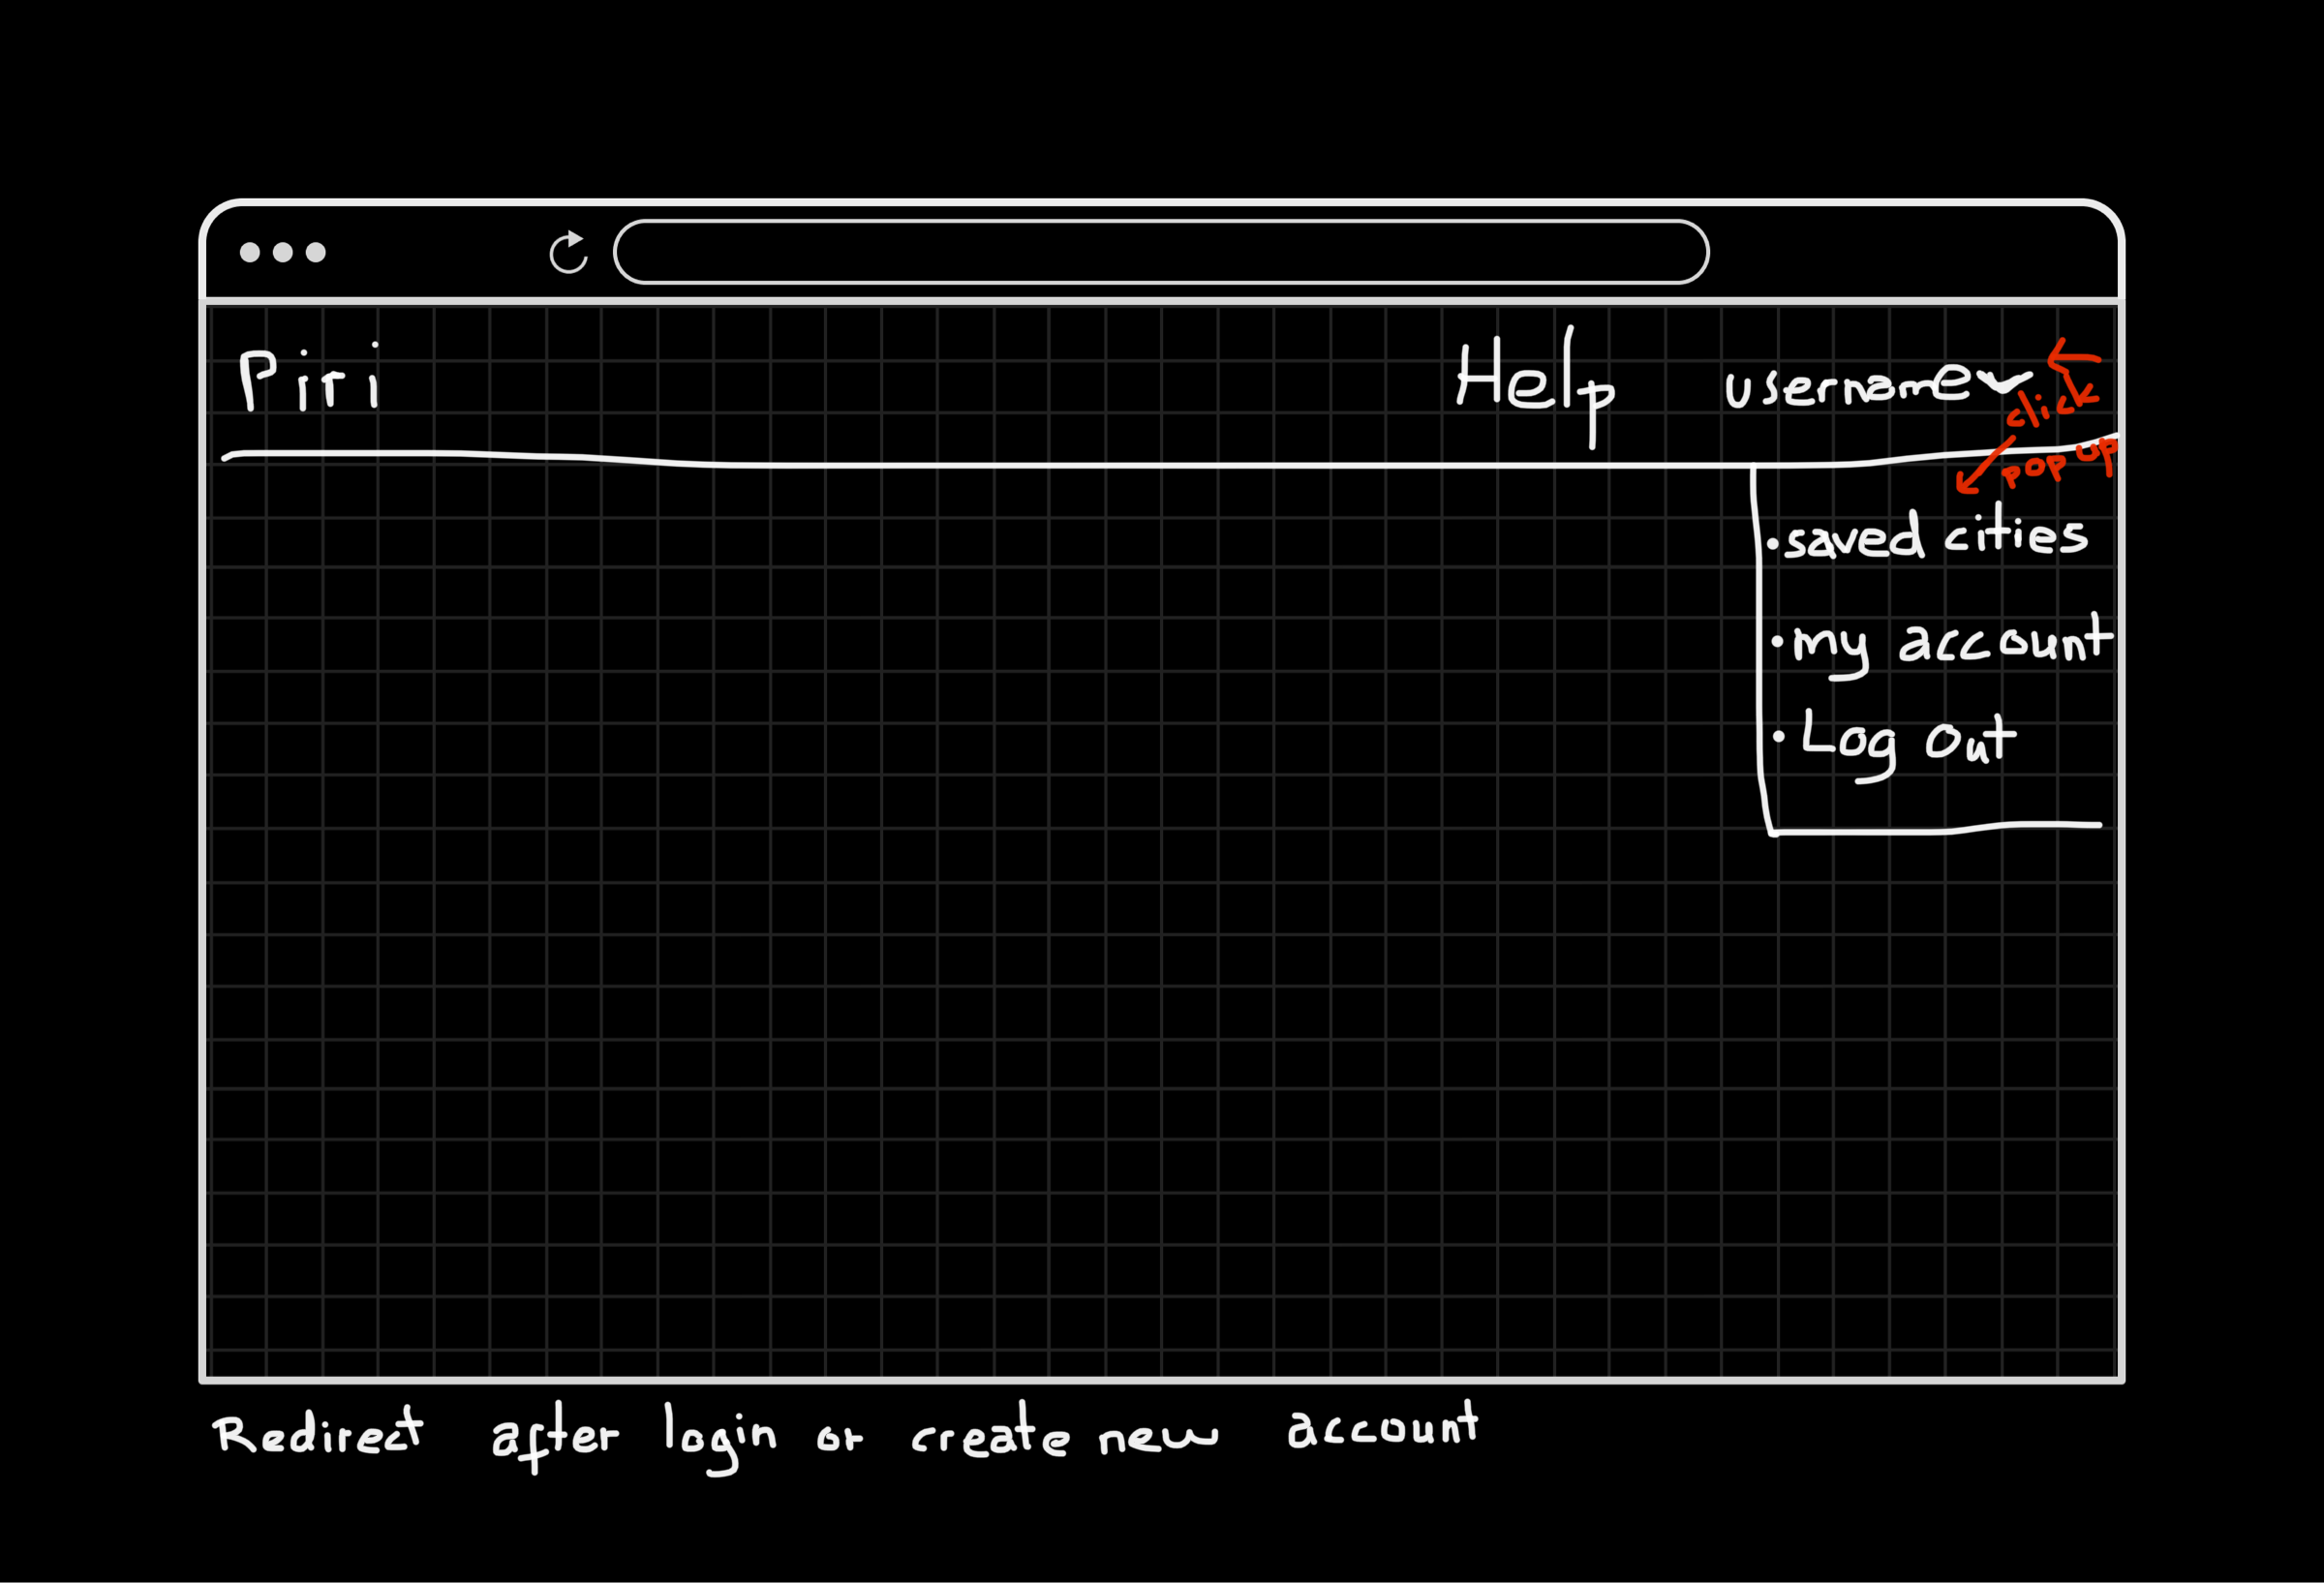 Piri Help username
click
pop up
• saved cities
• my account
• Log Out
Redirect after login or create new account